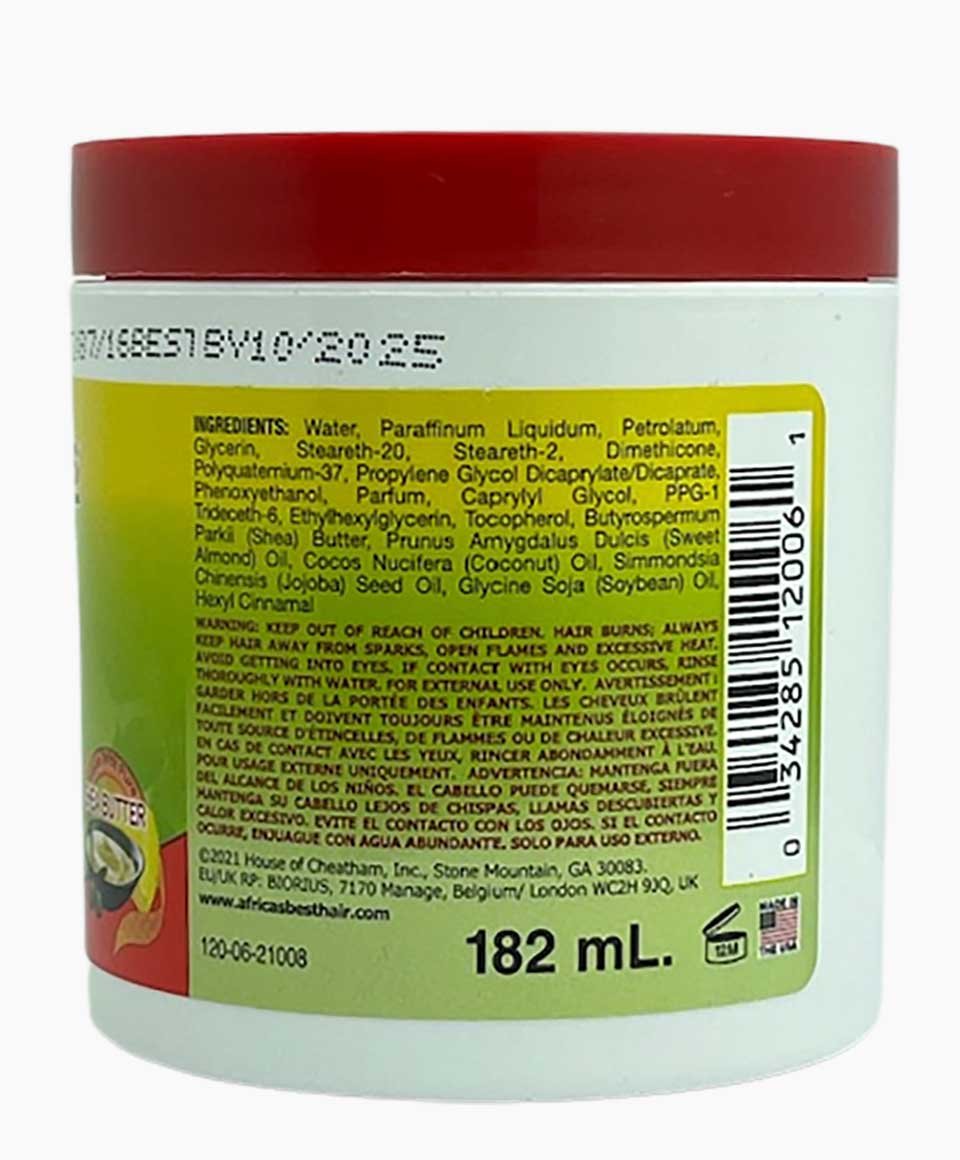 87/16BEST BY 10/2025
INGREDIENTS: Water, Paraffinum Liquidum, Petrolatum,
Glycerin, Steareth-20, Steareth-2, Dimethicone,
Polyquaternium-37, Propylene Glycol Dicaprylate/Dicaprate,
Phenoxyethanol, Parfum, Caprylyl Glycol, PPG-1
Trideceth-6, Ethylhexylglycerin, Tocopherol, Butyrospermum
Parkii (Shea) Butter, Prunus Amygdalus Dulcis (Sweet
Almond) Oil, Cocos Nucifera (Coconut) Oil, Simmondsia
Chinensis (Jojoba) Seed Oil, Glycine Soja (Soybean) Oil,
Hexyl Cinnamal
WARNING: KEEP OUT OF REACH OF CHILDREN. HAIR BURNS; ALWAYS
KEEP HAIR AWAY FROM SPARKS, OPEN FLAMES AND EXCESSIVE HEAT.
AVOID GETTING INTO EYES. IF CONTACT WITH EYES OCCURS, RINSE
THOROUGHLY WITH WATER. FOR EXTERNAL USE ONLY. AVERTISSEMENT:
GARDER HORS DE LA PORTÉE DES ENFANTS. LES CHEVEUX BRÛLENT
FACILEMENT ET DOIVENT TOUJOURS ÊTRE MAINTENUS ÉLOIGNÉS DE
TOUTE SOURCE D'ÉTINCELLES, DE FLAMMES OU DE CHALEUR EXCESSIVE.
EN CAS DE CONTACT AVEC LES YEUX, RINCER ABONDAMMENT À L'EAU.
POUR USAGE EXTERNE UNIQUEMENT. ADVERTENCIA: MANTENGA FUERA
DEL ALCANCE DE LOS NIÑOS. EL CABELLO PUEDE QUEMARSE, SIEMPRE
MANTENGA SU CABELLO LEJOS DE CHISPAS, LLAMAS DESCUBIERTAS Y
CALOR EXCESIVO. EVITE EL CONTACTO CON LOS OJOS. SI EL CONTACTO
OCURRE, ENJUAGUE CON AGUA ABUNDANTE. SOLO PARA USO EXTERNO.
©2021 House of Cheatham, Inc., Stone Mountain, GA 30083.
EU/UK RP: BIORIUS, 7170 Manage, Belgium/ London WC2H 9JQ, UK
www.africasbesthair.com
120-06-21008
182 mL.
12M
MADE IN
THE USA
0 34285 12006 1
BUTTER